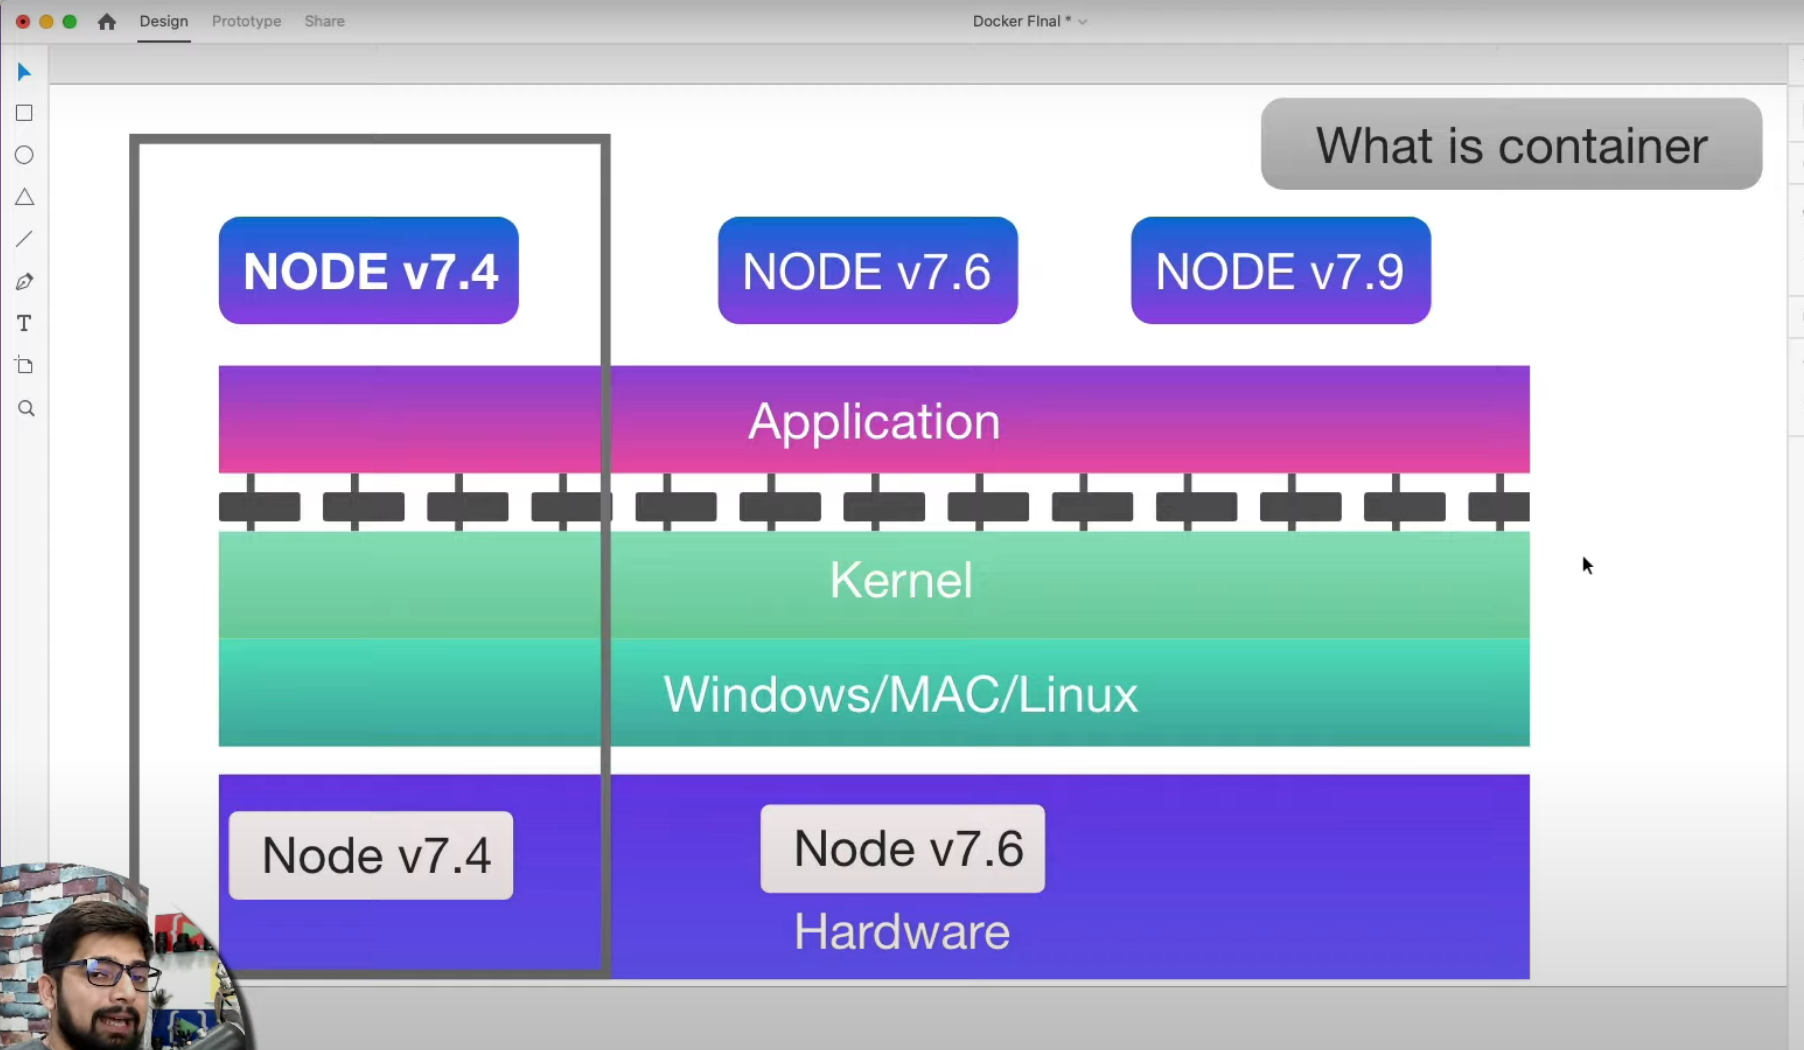 Design Prototype Share
Docker FInal *
What is container
NODE v7.4
NODE v7.6
NODE v7.9
Application
Kernel
Windows/MAC/Linux
Node v7.4
Node v7.6
Hardware
T